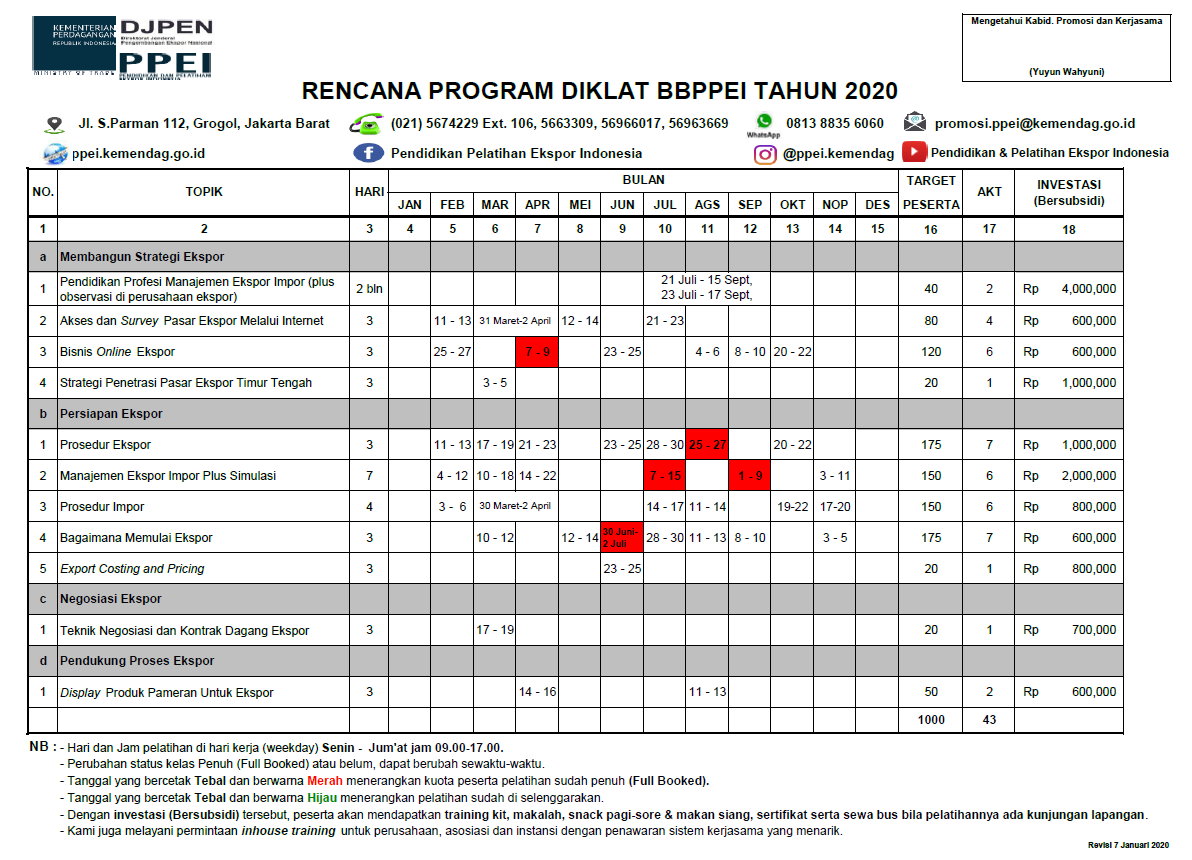 KEMENTERIAN
PERDAGANGAN
REPUBLIK INDONESIA
MINISTRY OF TRADE
DJPEN
Direktorat Jenderal
Pengembangan Ekspor Nasional
PPEI
PENDIDIKAN DAN PELATIHAN
EKSPOR INDONESIA
Mengetahui Kabid. Promosi dan Kerjasama
(Yuyun Wahyuni)
RENCANA PROGRAM DIKLAT BBPPEI TAHUN 2020
Jl. S.Parman 112, Grogol, Jakarta Barat (021) 5674229 Ext. 106, 5663309, 56966017, 56963669 WhatsApp 0813 8835 6060 promosi.ppei@kemendag.go.id
ppei.kemendag.go.id Pendidikan Pelatihan Ekspor Indonesia @ppei.kemendag Pendidikan & Pelatihan Ekspor Indonesia
NO. TOPIK HARI BULAN TARGET PESERTA AKT INVESTASI (Bersubsidi)
JAN FEB MAR APR MEI JUN JUL AGS SEP OKT NOP DES
1 2 3 4 5 6 7 8 9 10 11 12 13 14 15 16 17 18
a Membangun Strategi Ekspor
1 Pendidikan Profesi Manajemen Ekspor Impor (plus observasi di perusahaan ekspor) 2 bln 21 Juli - 15 Sept, 23 Juli - 17 Sept, 40 2 Rp 4,000,000
2 Akses dan Survey Pasar Ekspor Melalui Internet 3 11 - 13 31 Maret-2 April 12 - 14 21 - 23 80 4 Rp 600,000
3 Bisnis Online Ekspor 3 25 - 27 7 - 9 23 - 25 4 - 6 8 - 10 20 - 22 120 6 Rp 600,000
4 Strategi Penetrasi Pasar Ekspor Timur Tengah 3 3 - 5 20 1 Rp 1,000,000
b Persiapan Ekspor
1 Prosedur Ekspor 3 11 - 13 17 - 19 21 - 23 23 - 25 28 - 30 25 - 27 20 - 22 175 7 Rp 1,000,000
2 Manajemen Ekspor Impor Plus Simulasi 7 4 - 12 10 - 18 14 - 22 7 - 15 1 - 9 3 - 11 150 6 Rp 2,000,000
3 Prosedur Impor 4 3 - 6 30 Maret-2 April 14 - 17 11 - 14 19-22 17-20 150 6 Rp 800,000
4 Bagaimana Memulai Ekspor 3 10 - 12 12 - 14 30 Juni- 2 Juli 28 - 30 11 - 13 8 - 10 3 - 5 175 7 Rp 600,000
5 Export Costing and Pricing 3 23 - 25 20 1 Rp 800,000
c Negosiasi Ekspor
1 Teknik Negosiasi dan Kontrak Dagang Ekspor 3 17 - 19 20 1 Rp 700,000
d Pendukung Proses Ekspor
1 Display Produk Pameran Untuk Ekspor 3 14 - 16 11 - 13 50 2 Rp 600,000
1000 43
NB : - Hari dan Jam pelatihan di hari kerja (weekday) Senin - Jum'at jam 09.00-17.00.
- Perubahan status kelas Penuh (Full Booked) atau belum, dapat berubah sewaktu-waktu.
- Tanggal yang bercetak Tebal dan berwarna Merah menerangkan kuota peserta pelatihan sudah penuh (Full Booked).
- Tanggal yang bercetak Tebal dan berwarna Hijau menerangkan pelatihan sudah di selenggarakan.
- Dengan investasi (Bersubsidi) tersebut, peserta akan mendapatkan training kit, makalah, snack pagi-sore & makan siang, sertifikat serta sewa bus bila pelatihannya ada kunjungan lapangan.
- Kami juga melayani permintaan inhouse training untuk perusahaan, asosiasi dan instansi dengan penawaran sistem kerjasama yang menarik.
Revisi 7 Januari 2020